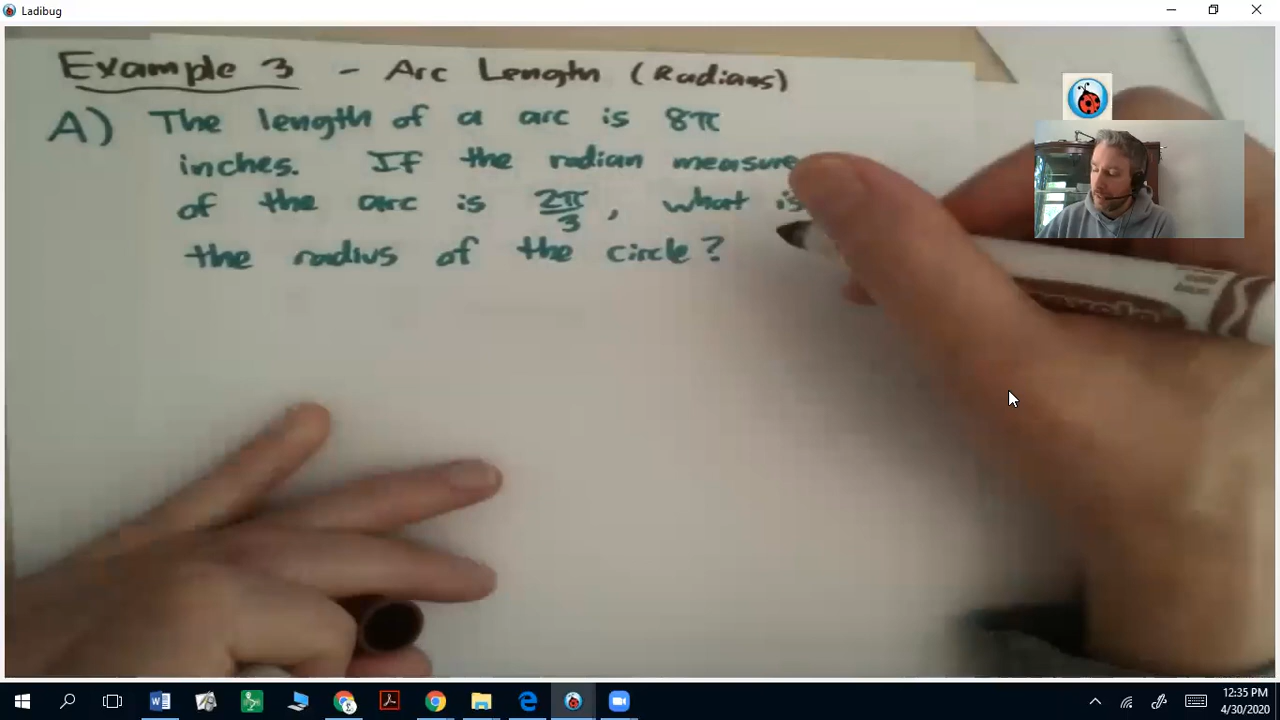 Ladibug
Example 3 - Arc Length (Radians)
A) The length of a arc is 8π
inches. If the radian measure
of the arc is 2π/3, what is
the radius of the circle?
12:35 PM
4/30/2020